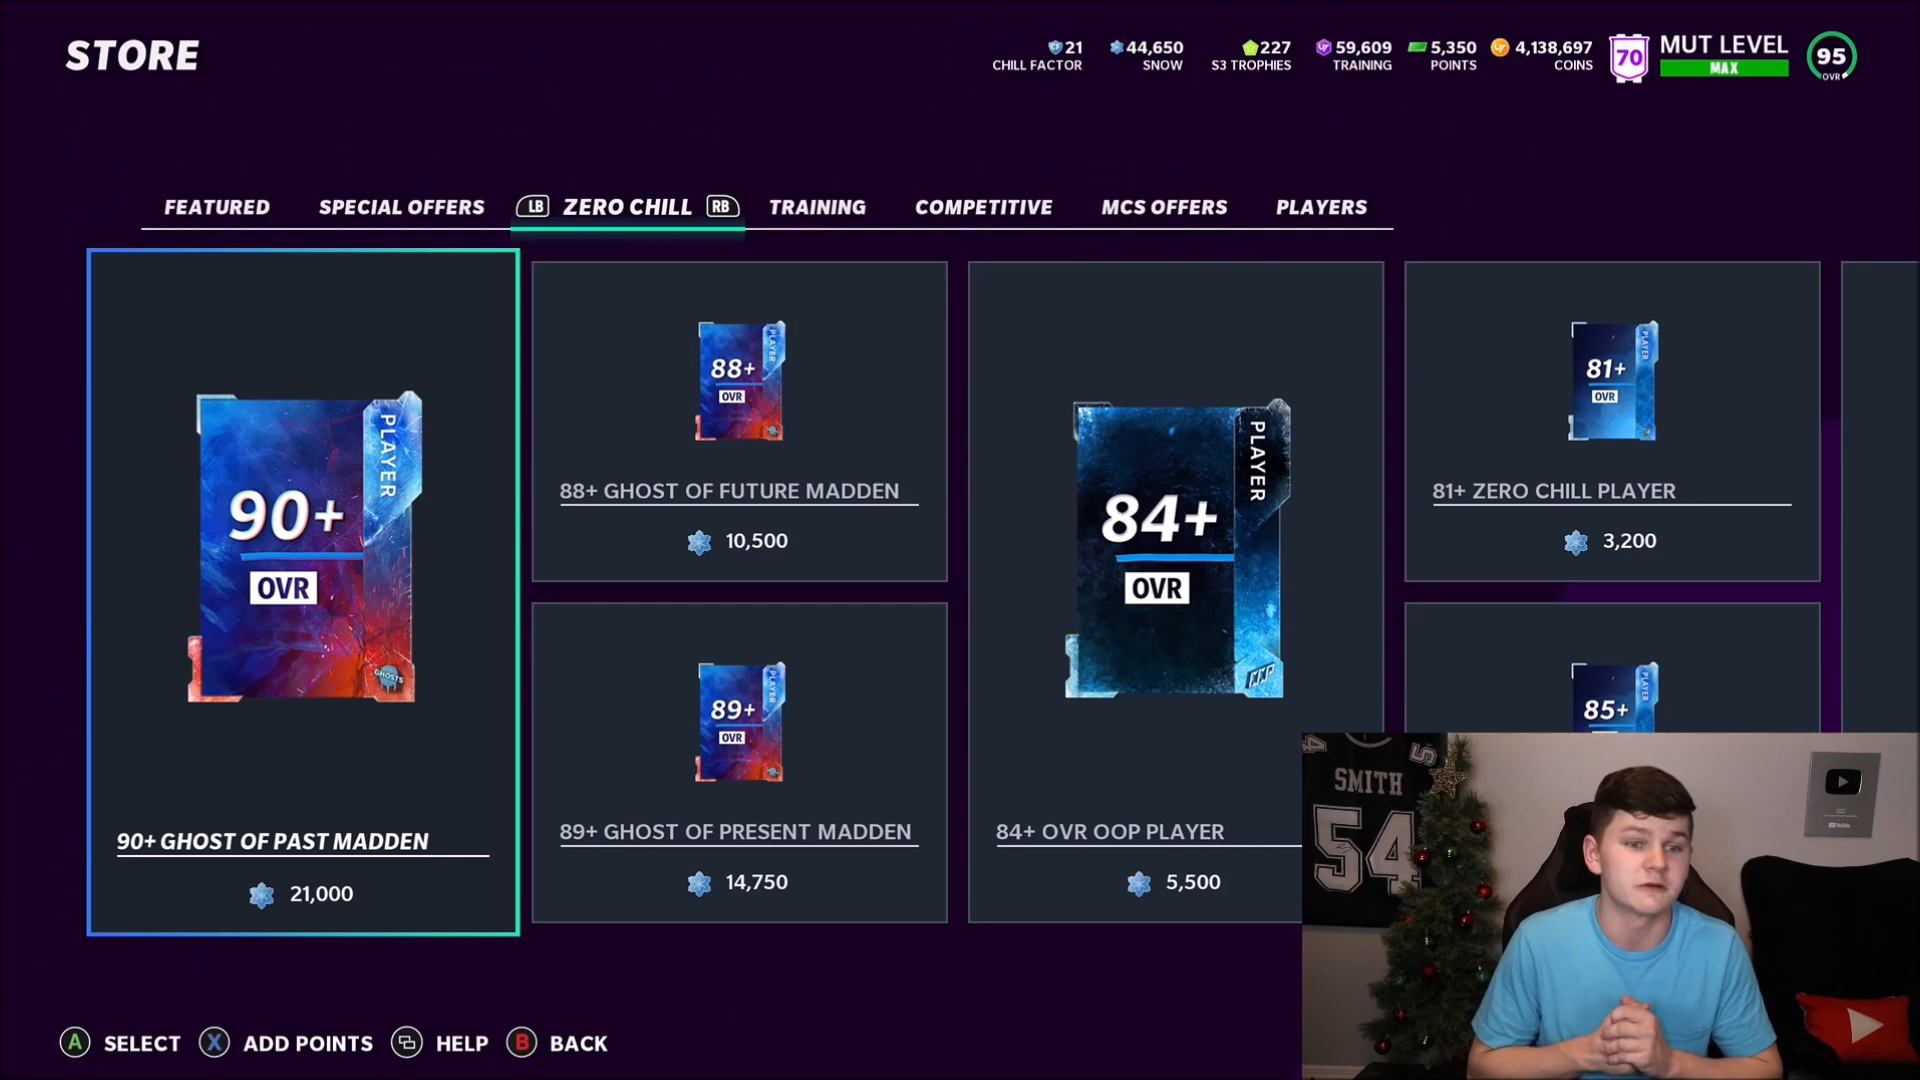 STORE
21
CHILL FACTOR
44,650
SNOW
227
S3 TROPHIES
59,609
TRAINING
5,350
POINTS
4,138,697
COINS
70
MUT LEVEL
MAX
95
OVR
FEATURED
SPECIAL OFFERS
LB
ZERO CHILL
RB
TRAINING
COMPETITIVE
MCS OFFERS
PLAYERS
90+
OVR
PLAYER
GHOSTS
90+ GHOST OF PAST MADDEN
21,000
88+
OVR
PLAYER
88+ GHOST OF FUTURE MADDEN
10,500
89+
OVR
PLAYER
89+ GHOST OF PRESENT MADDEN
14,750
84+
OVR
PLAYER
84+ OVR OOP PLAYER
5,500
81+
OVR
PLAYER
81+ ZERO CHILL PLAYER
3,200
85+
PLAYER
SMITH
54
A SELECT
X ADD POINTS
HELP
B BACK